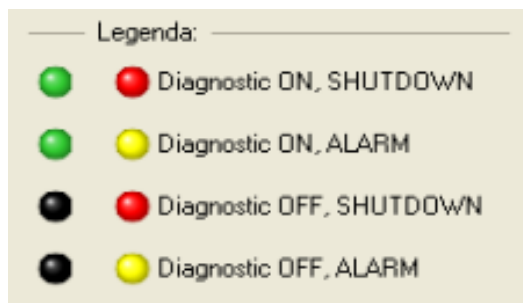 Legenda:
Diagnostic ON, SHUTDOWN
Diagnostic ON, ALARM
Diagnostic OFF, SHUTDOWN
Diagnostic OFF, ALARM